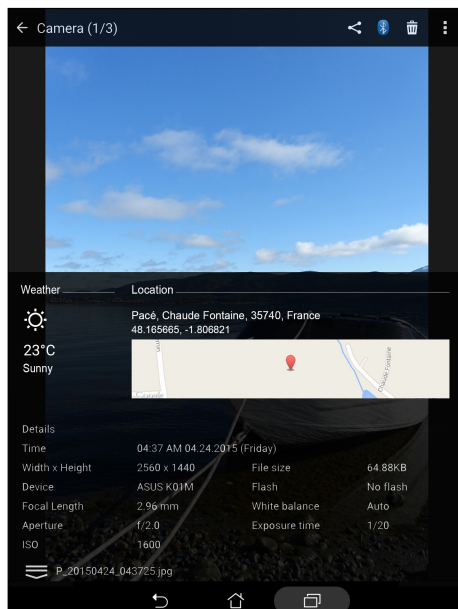 Camera (1/3)
Weather
Location
Pacé, Chaude Fontaine, 35740, France
48.165665, -1.806821
23°C
Sunny
Chaude Fontaine
Google
Details
Time 04:37 AM 04.24.2015 (Friday)
Width x Height 2560 x 1440 File size 64.88KB
Device ASUS K01M Flash No flash
Focal Length 2.96 mm White balance Auto
Aperture f/2.0 Exposure time 1/20
ISO 1600
P_20150424_043725.jpg